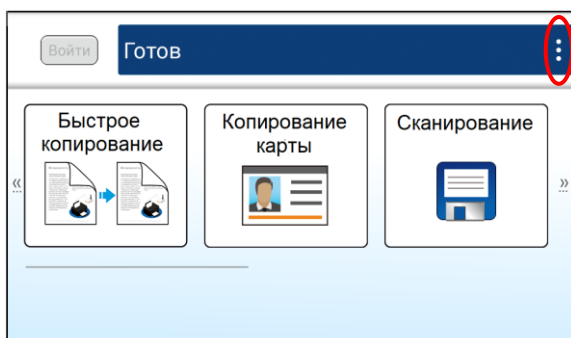 Войти
Готов
Быстрое
копирование
Копирование
карты
Сканирование
«
»